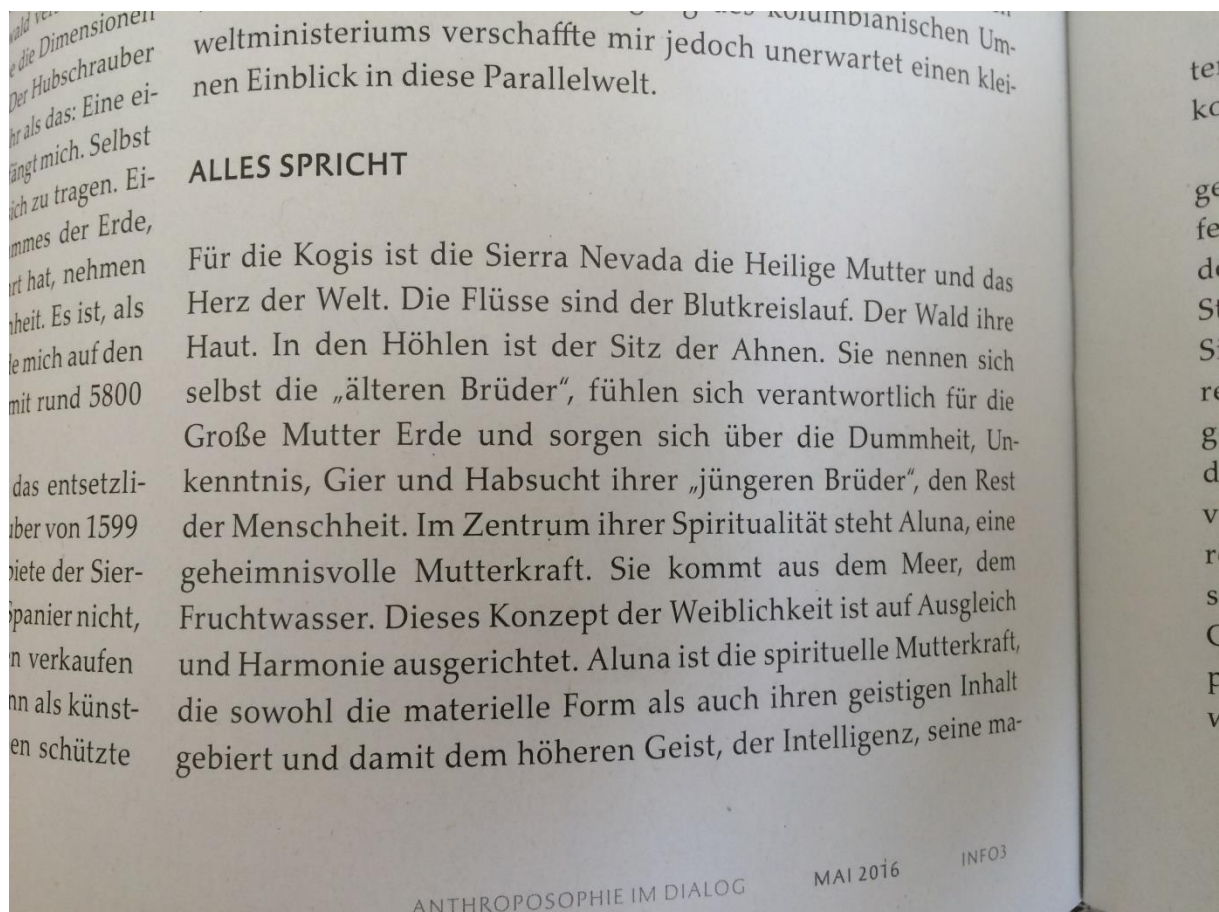 wald
die Dimensionen
Der Hubschrauber
als das: Eine ei-
mich. Selbst
zu tragen. Ei-
der Erde,
hat, nehmen
Es ist, als
mich auf den
mit rund 5800
das entsetzli-
von 1599
der Sier-
Spanier nicht,
verkaufen
als künst-
schützte
des kolumbianischen Um-
weltministeriums verschaffte mir jedoch unerwartet einen klei-
nen Einblick in diese Parallelwelt.
ALLES SPRICHT
Für die Kogis ist die Sierra Nevada die Heilige Mutter und das
Herz der Welt. Die Flüsse sind der Blutkreislauf. Der Wald ihre
Haut. In den Höhlen ist der Sitz der Ahnen. Sie nennen sich
selbst die „älteren Brüder“, fühlen sich verantwortlich für die
Große Mutter Erde und sorgen sich über die Dummheit, Un-
kenntnis, Gier und Habsucht ihrer „jüngeren Brüder“, den Rest
der Menschheit. Im Zentrum ihrer Spiritualität steht Aluna, eine
geheimnisvolle Mutterkraft. Sie kommt aus dem Meer, dem
Fruchtwasser. Dieses Konzept der Weiblichkeit ist auf Ausgleich
und Harmonie ausgerichtet. Aluna ist die spirituelle Mutterkraft,
die sowohl die materielle Form als auch ihren geistigen Inhalt
gebiert und damit dem höheren Geist, der Intelligenz, seine ma-
ANTHROPOSOPHIE IM DIALOG MAI 2016 INFO3